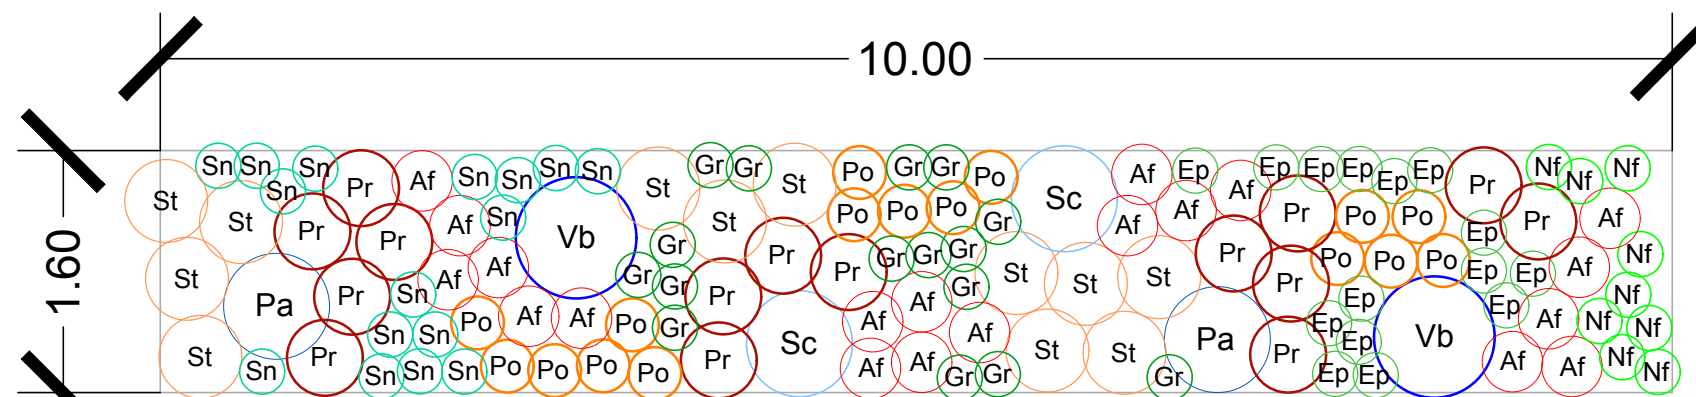 10.00
1.60
Sn Sn Sn Sn Pr Af Sn Sn Sn Sn St Gr Gr St Po Gr Gr Po Sc Af Ep Af Ep Ep Ep Ep Ep Pr Nf Nf Nf
St St Pr Pr Af Sn Vb St Po Po Po Gr Af Af Pr Po Po Ep Pr Af
St Pa Pr Sn Af Af Gr Gr Gr Pr Pr Pr Gr Gr Gr Gr St St St Pr Pr Po Po Po Ep Ep Af Nf
Sn Sn Po Af Af Po Gr Af Af Af Ep Ep Ep Ep Af Nf Nf Nf
St Sn Pr Sn Sn Sn Po Po Po Po Pr Sc Af Af Gr Gr St St Gr Pa Pr Ep Ep Vb Af Af Nf Nf